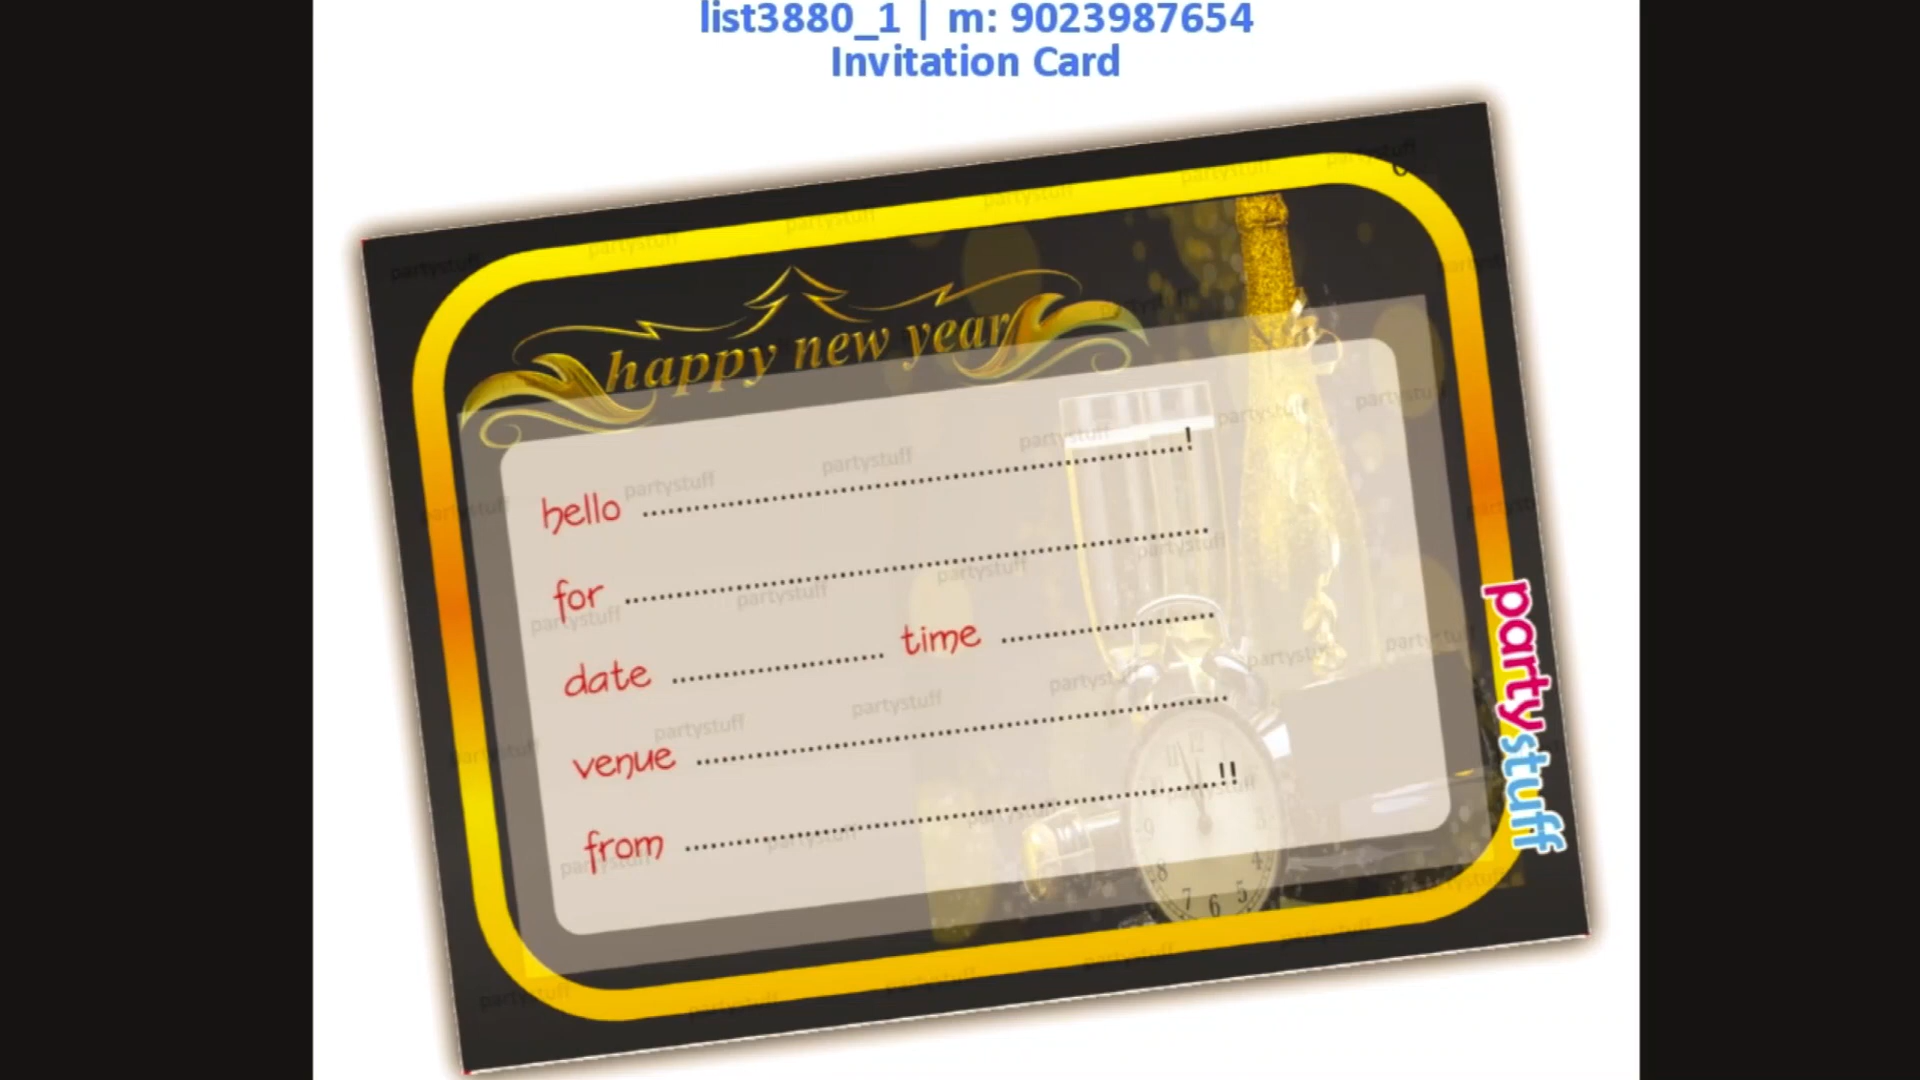 list3880_1 | m: 9023987654
Invitation Card
happy new year
hello ..........!
for ..........
date .......... time ..........
venue ..........
from ..........!!
partystuff